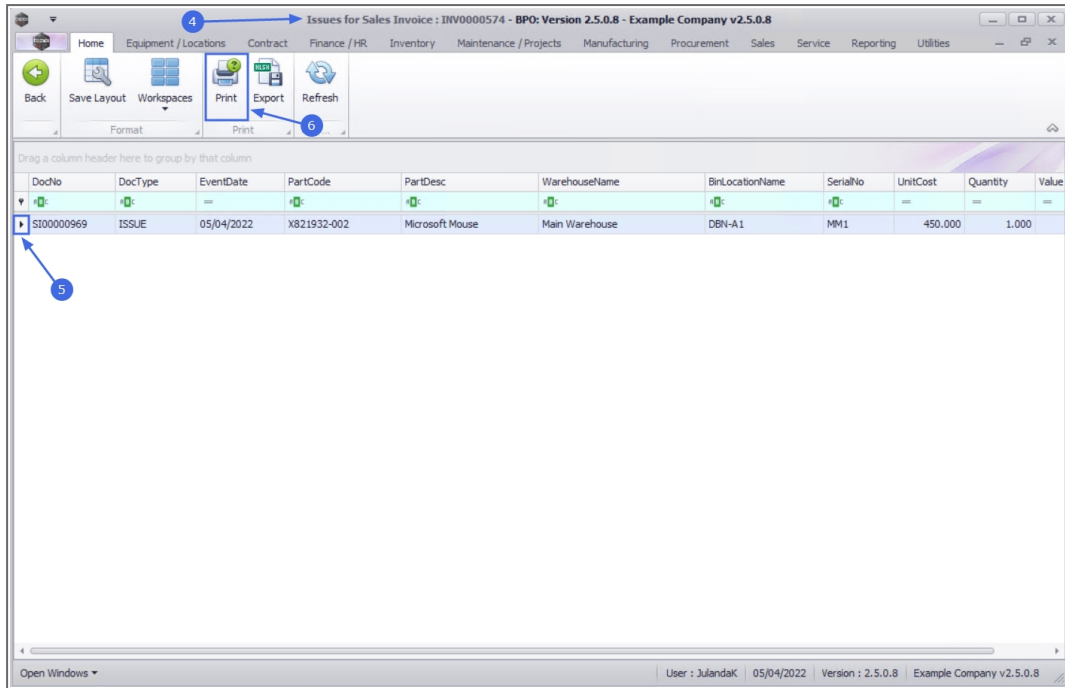 4
Issues for Sales Invoice : INV0000574 - BPO: Version 2.5.0.8 - Example Company v2.5.0.8
Home Equipment / Locations Contract Finance / HR Inventory Maintenance / Projects Manufacturing Procurement Sales Service Reporting Utilities
Back Save Layout Workspaces Print Export Refresh
Format Print ...
6
Drag a column header here to group by that column
DocNo DocType EventDate PartCode PartDesc WarehouseName BinLocationName SerialNo UnitCost Quantity Value
= = = =
SI00000969 ISSUE 05/04/2022 X821932-002 Microsoft Mouse Main Warehouse DBN-A1 MM1 450.000 1.000
5
Open Windows User : JulandaK 05/04/2022 Version : 2.5.0.8 Example Company v2.5.0.8